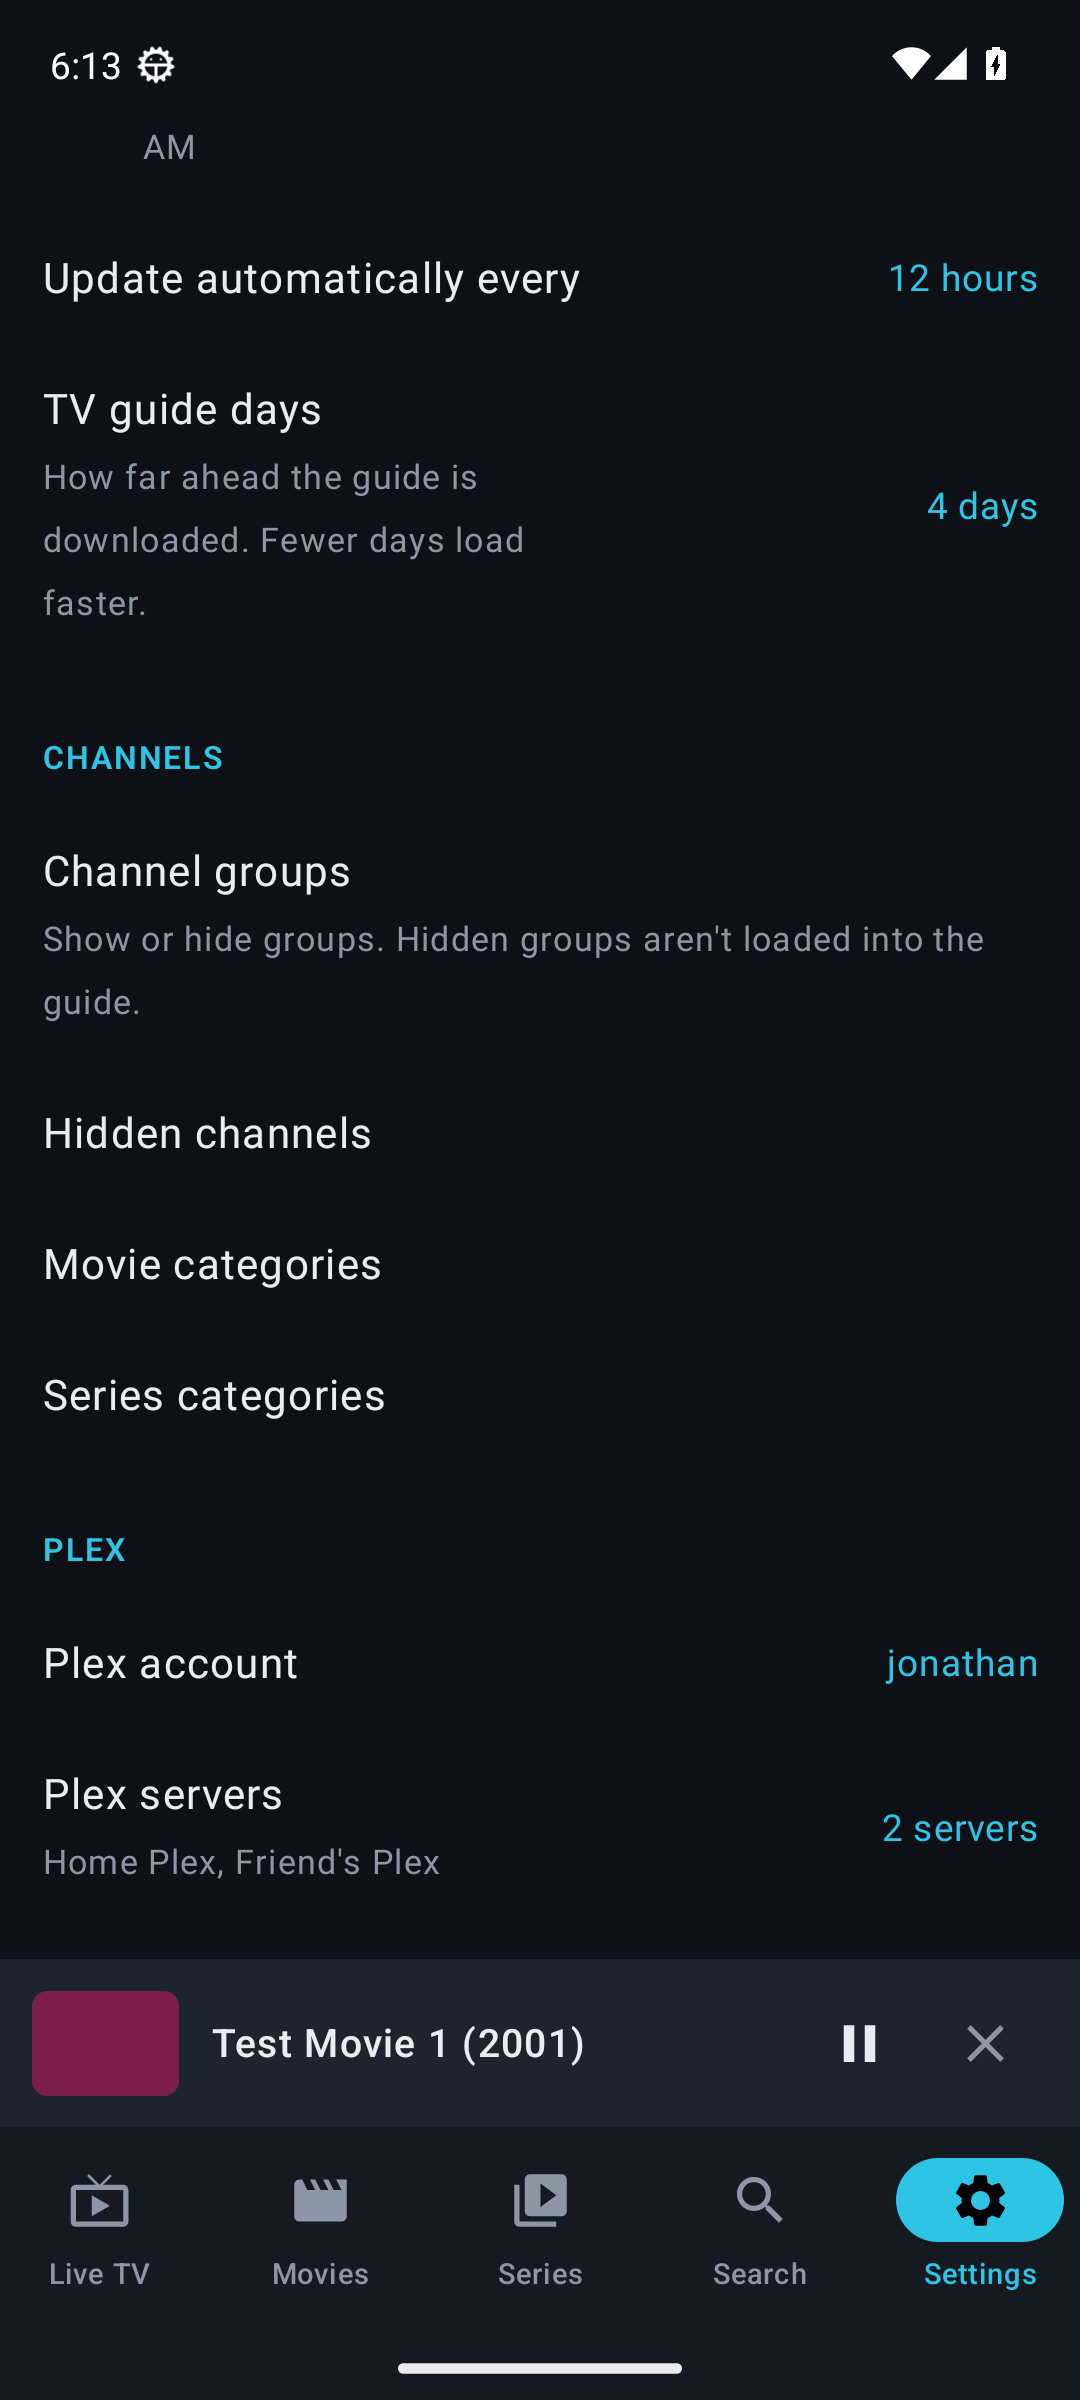 6:13
AM
Update automatically every 12 hours
TV guide days
How far ahead the guide is
downloaded. Fewer days load
faster.
4 days
CHANNELS
Channel groups
Show or hide groups. Hidden groups aren't loaded into the
guide.
Hidden channels
Movie categories
Series categories
PLEX
Plex account jonathan
Plex servers
Home Plex, Friend's Plex
2 servers
Test Movie 1 (2001)
Live TV Movies Series Search Settings